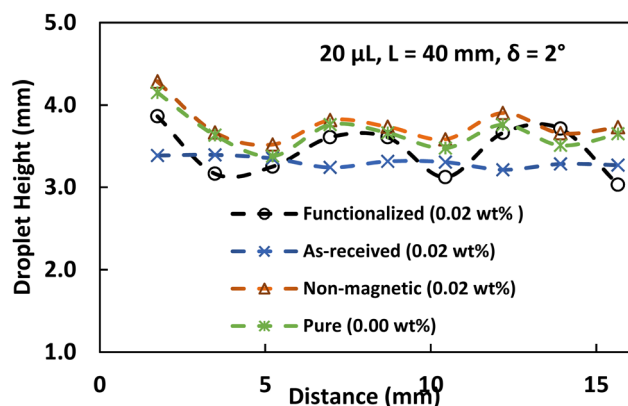 20 µL, L = 40 mm, δ = 2°
Droplet Height (mm)
5.0
4.0
3.0
2.0
1.0
Functionalized (0.02 wt% )
As-received (0.02 wt%)
Non-magnetic (0.02 wt%)
Pure (0.00 wt%)
0 5 10 15
Distance (mm)